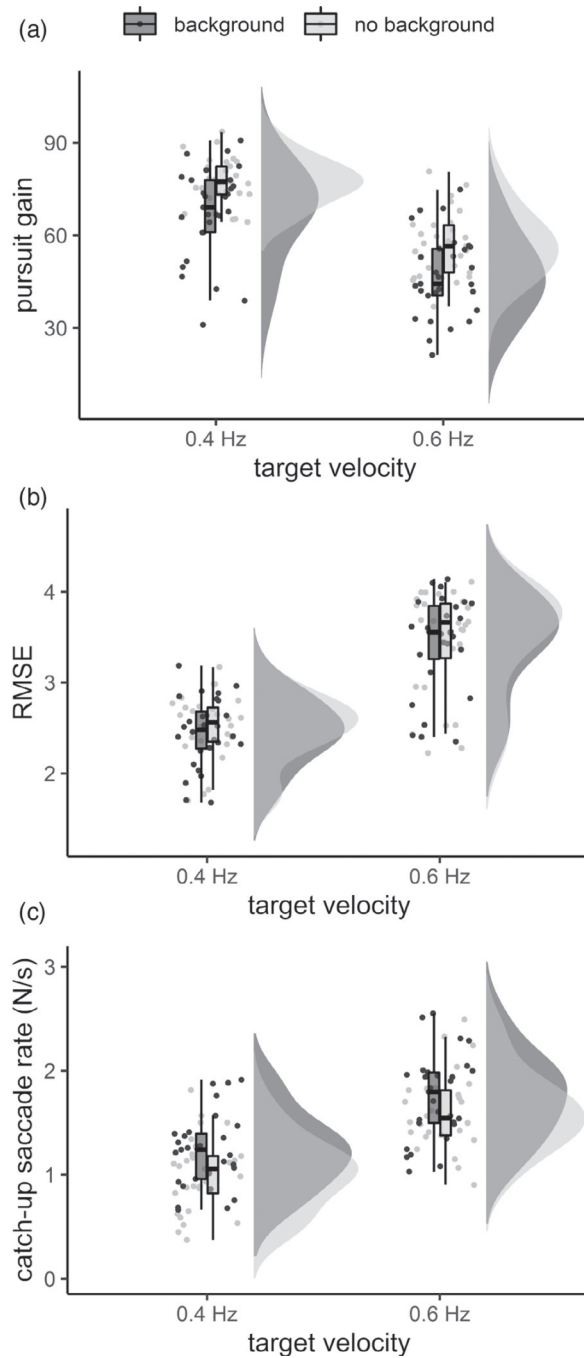 (a)
background no background
90
60
30
pursuit gain
0.4 Hz 0.6 Hz
target velocity
(b)
4
3
2
RMSE
0.4 Hz 0.6 Hz
target velocity
(c)
3
2
1
0
catch-up saccade rate (N/s)
0.4 Hz 0.6 Hz
target velocity